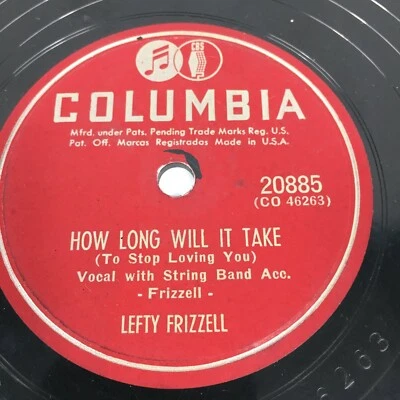 CBS
COLUMBIA
Mfrd. under Pats. Pending Trade Marks Reg. U.S.
Pat. Off. Marcas Registradas Made in U.S.A.
20885
(CO 46263)
HOW LONG WILL IT TAKE
(To Stop Loving You)
Vocal with String Band Acc.
- Frizzell -
LEFTY FRIZZELL
6263